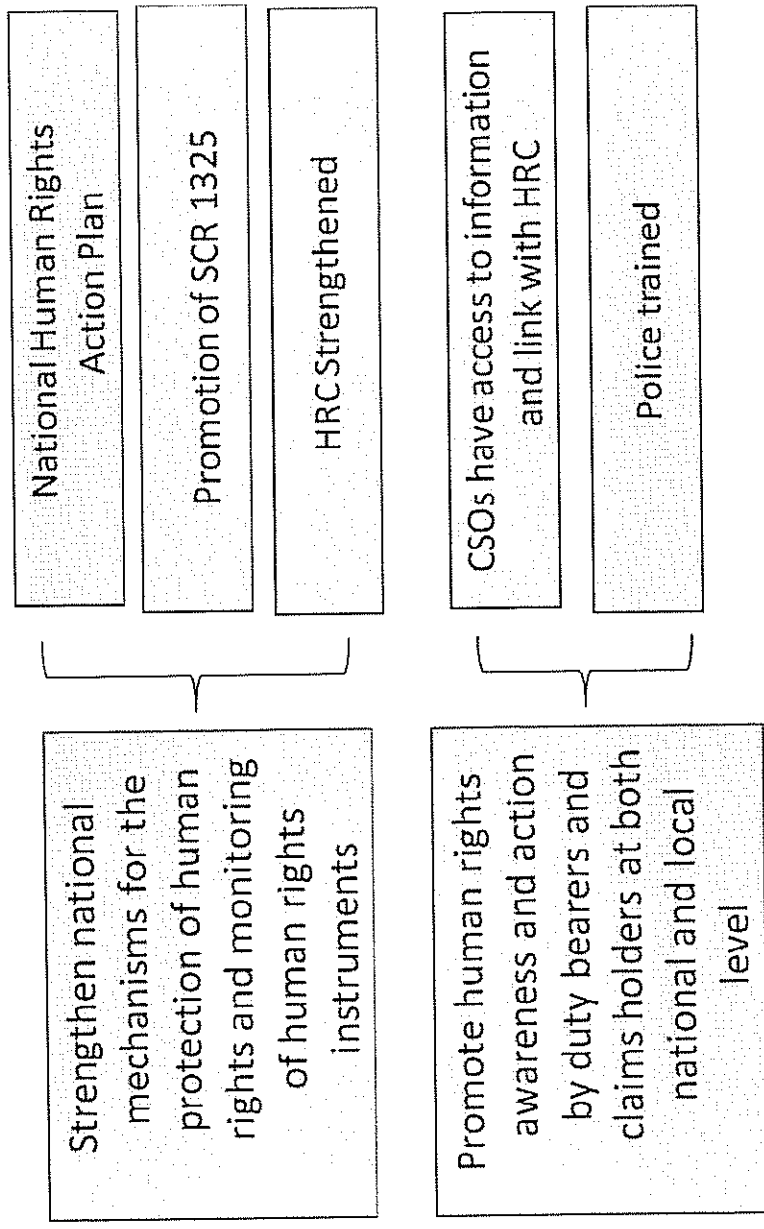 Strengthen national
mechanisms for the
protection of human
rights and monitoring
of human rights
instruments
National Human Rights
Action Plan
Promotion of SCR 1325
HRC Strengthened
Promote human rights
awareness and action
by duty bearers and
claims holders at both
national and local
level
CSOs have access to information
and link with HRC
Police trained